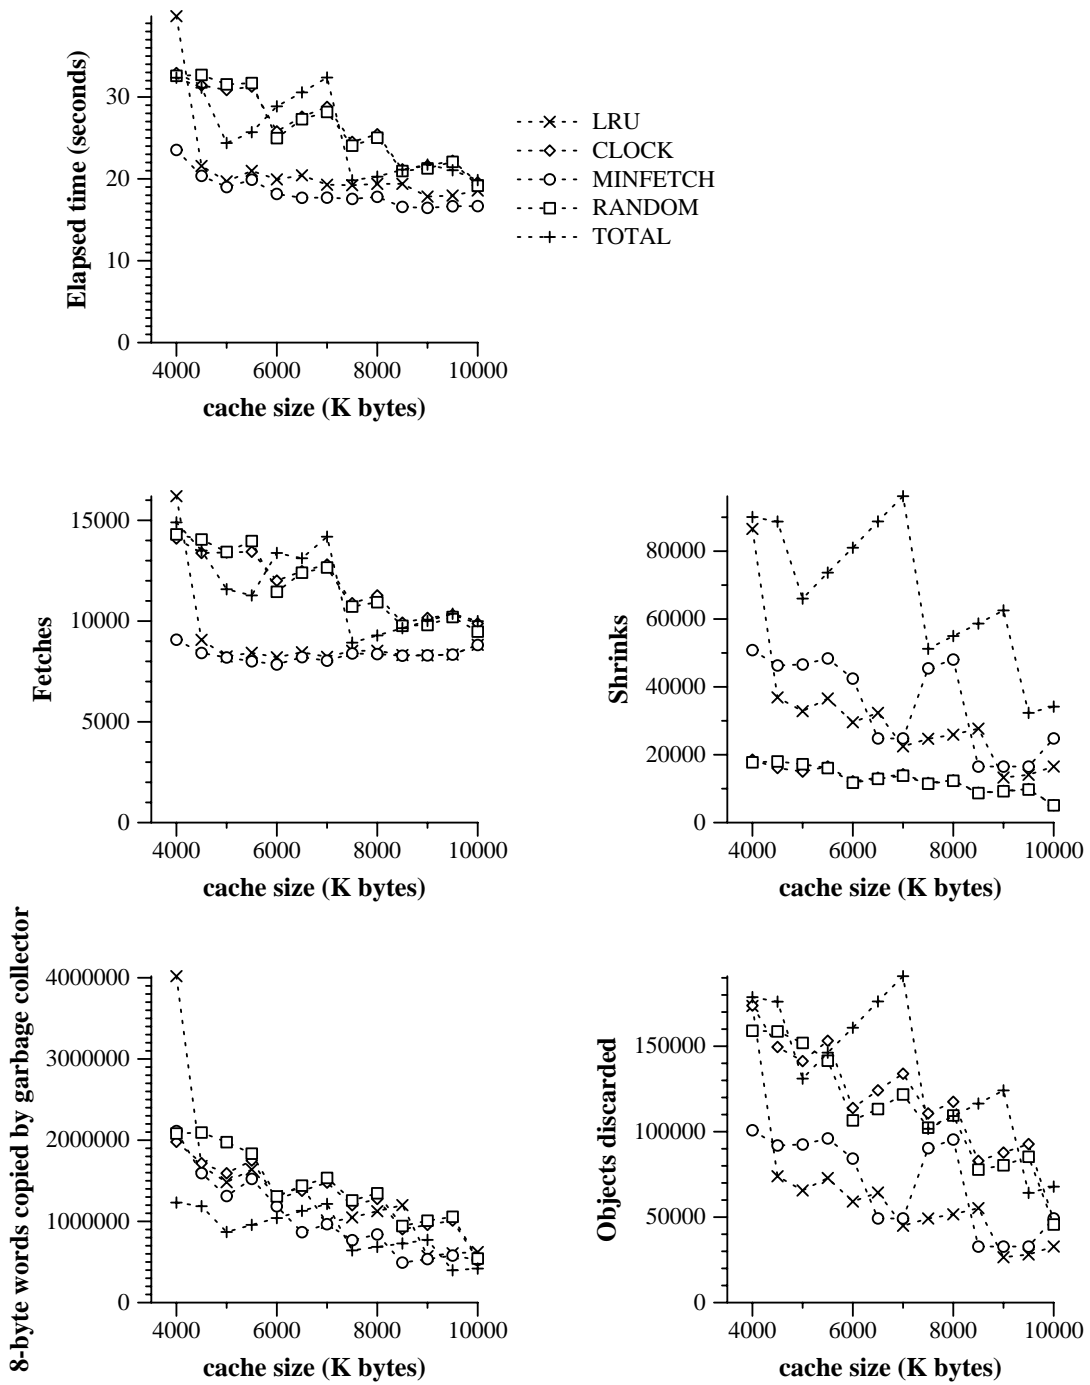 Elapsed time (seconds)
30
20
10
0
4000 6000 8000 10000
cache size (K bytes)
LRU
CLOCK
MINFETCH
RANDOM
TOTAL
Fetches
15000
10000
5000
0
4000 6000 8000 10000
cache size (K bytes)
Shrinks
80000
60000
40000
20000
0
4000 6000 8000 10000
cache size (K bytes)
8-byte words copied by garbage collector
4000000
3000000
2000000
1000000
0
4000 6000 8000 10000
cache size (K bytes)
Objects discarded
150000
100000
50000
0
4000 6000 8000 10000
cache size (K bytes)